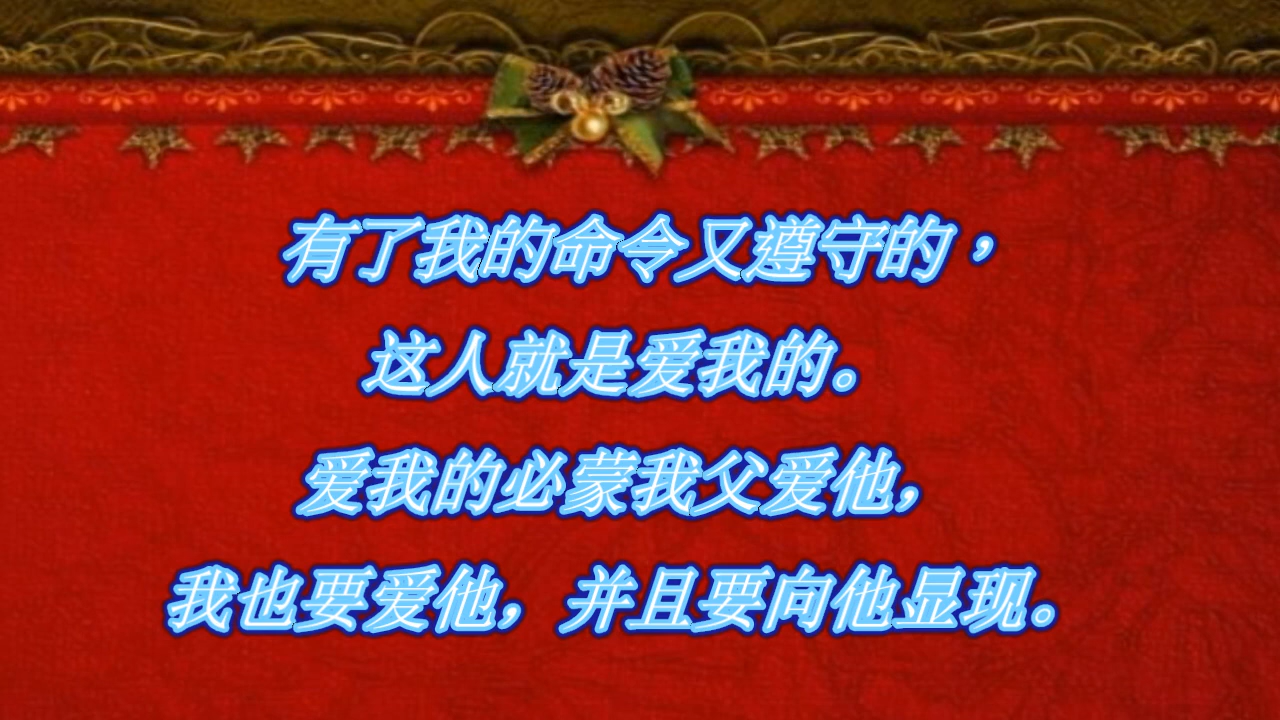 有了我的命令又遵守的，
这人就是爱我的。
爱我的必蒙我父爱他，
我也要爱他，并且要向他显现。